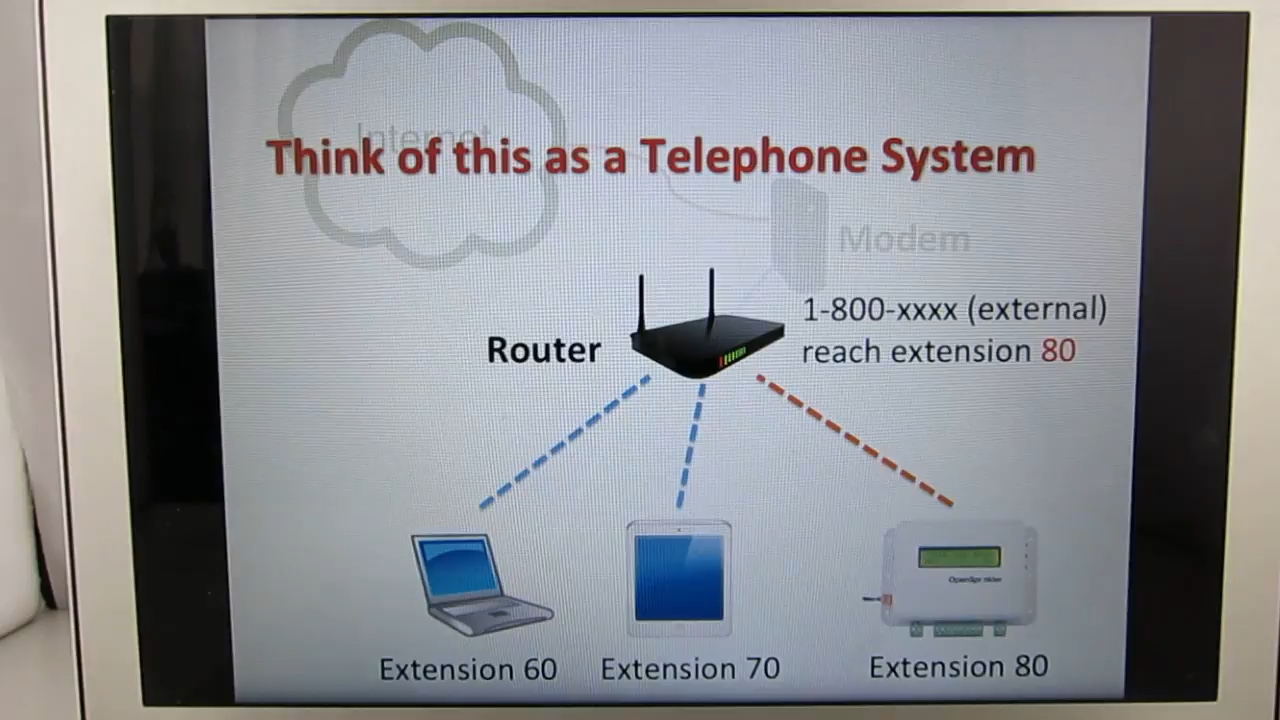 Internet
Think of this as a Telephone System
Modem
Router
1-800-xxxx (external)
reach extension 80
Extension 60
Extension 70
Extension 80